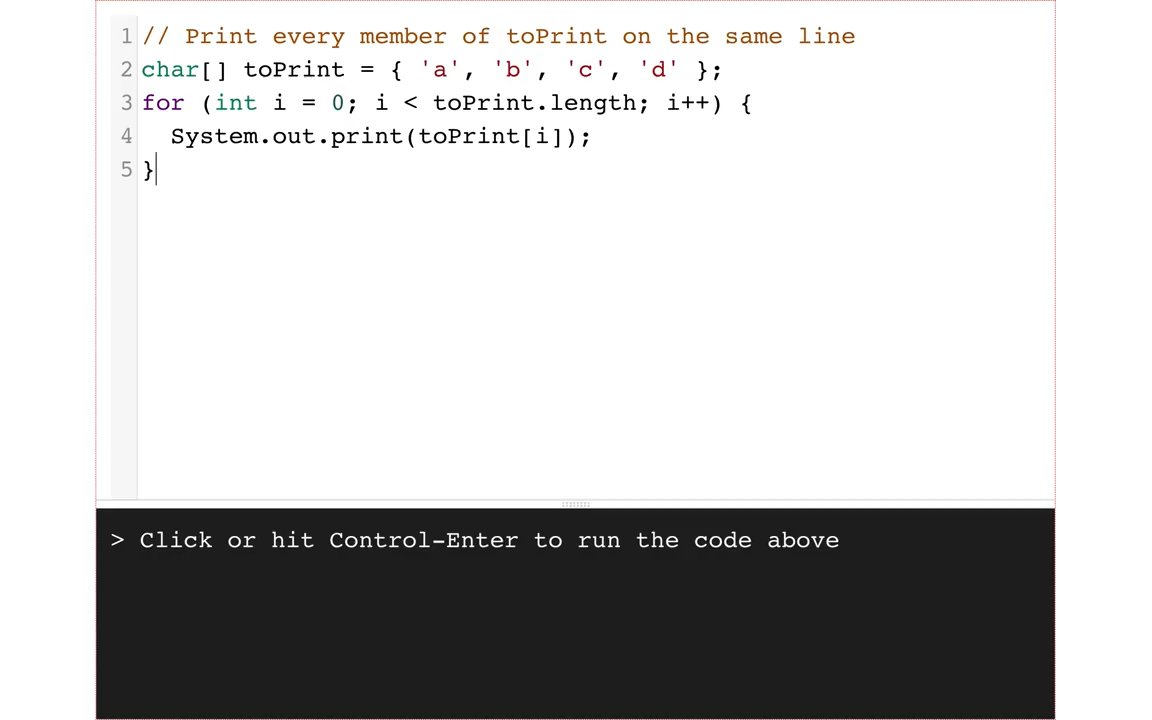 1 // Print every member of toPrint on the same line
2 char[] toPrint = { 'a', 'b', 'c', 'd' };
3 for (int i = 0; i < toPrint.length; i++) {
4   System.out.print(toPrint[i]);
5 }
> Click or hit Control-Enter to run the code above